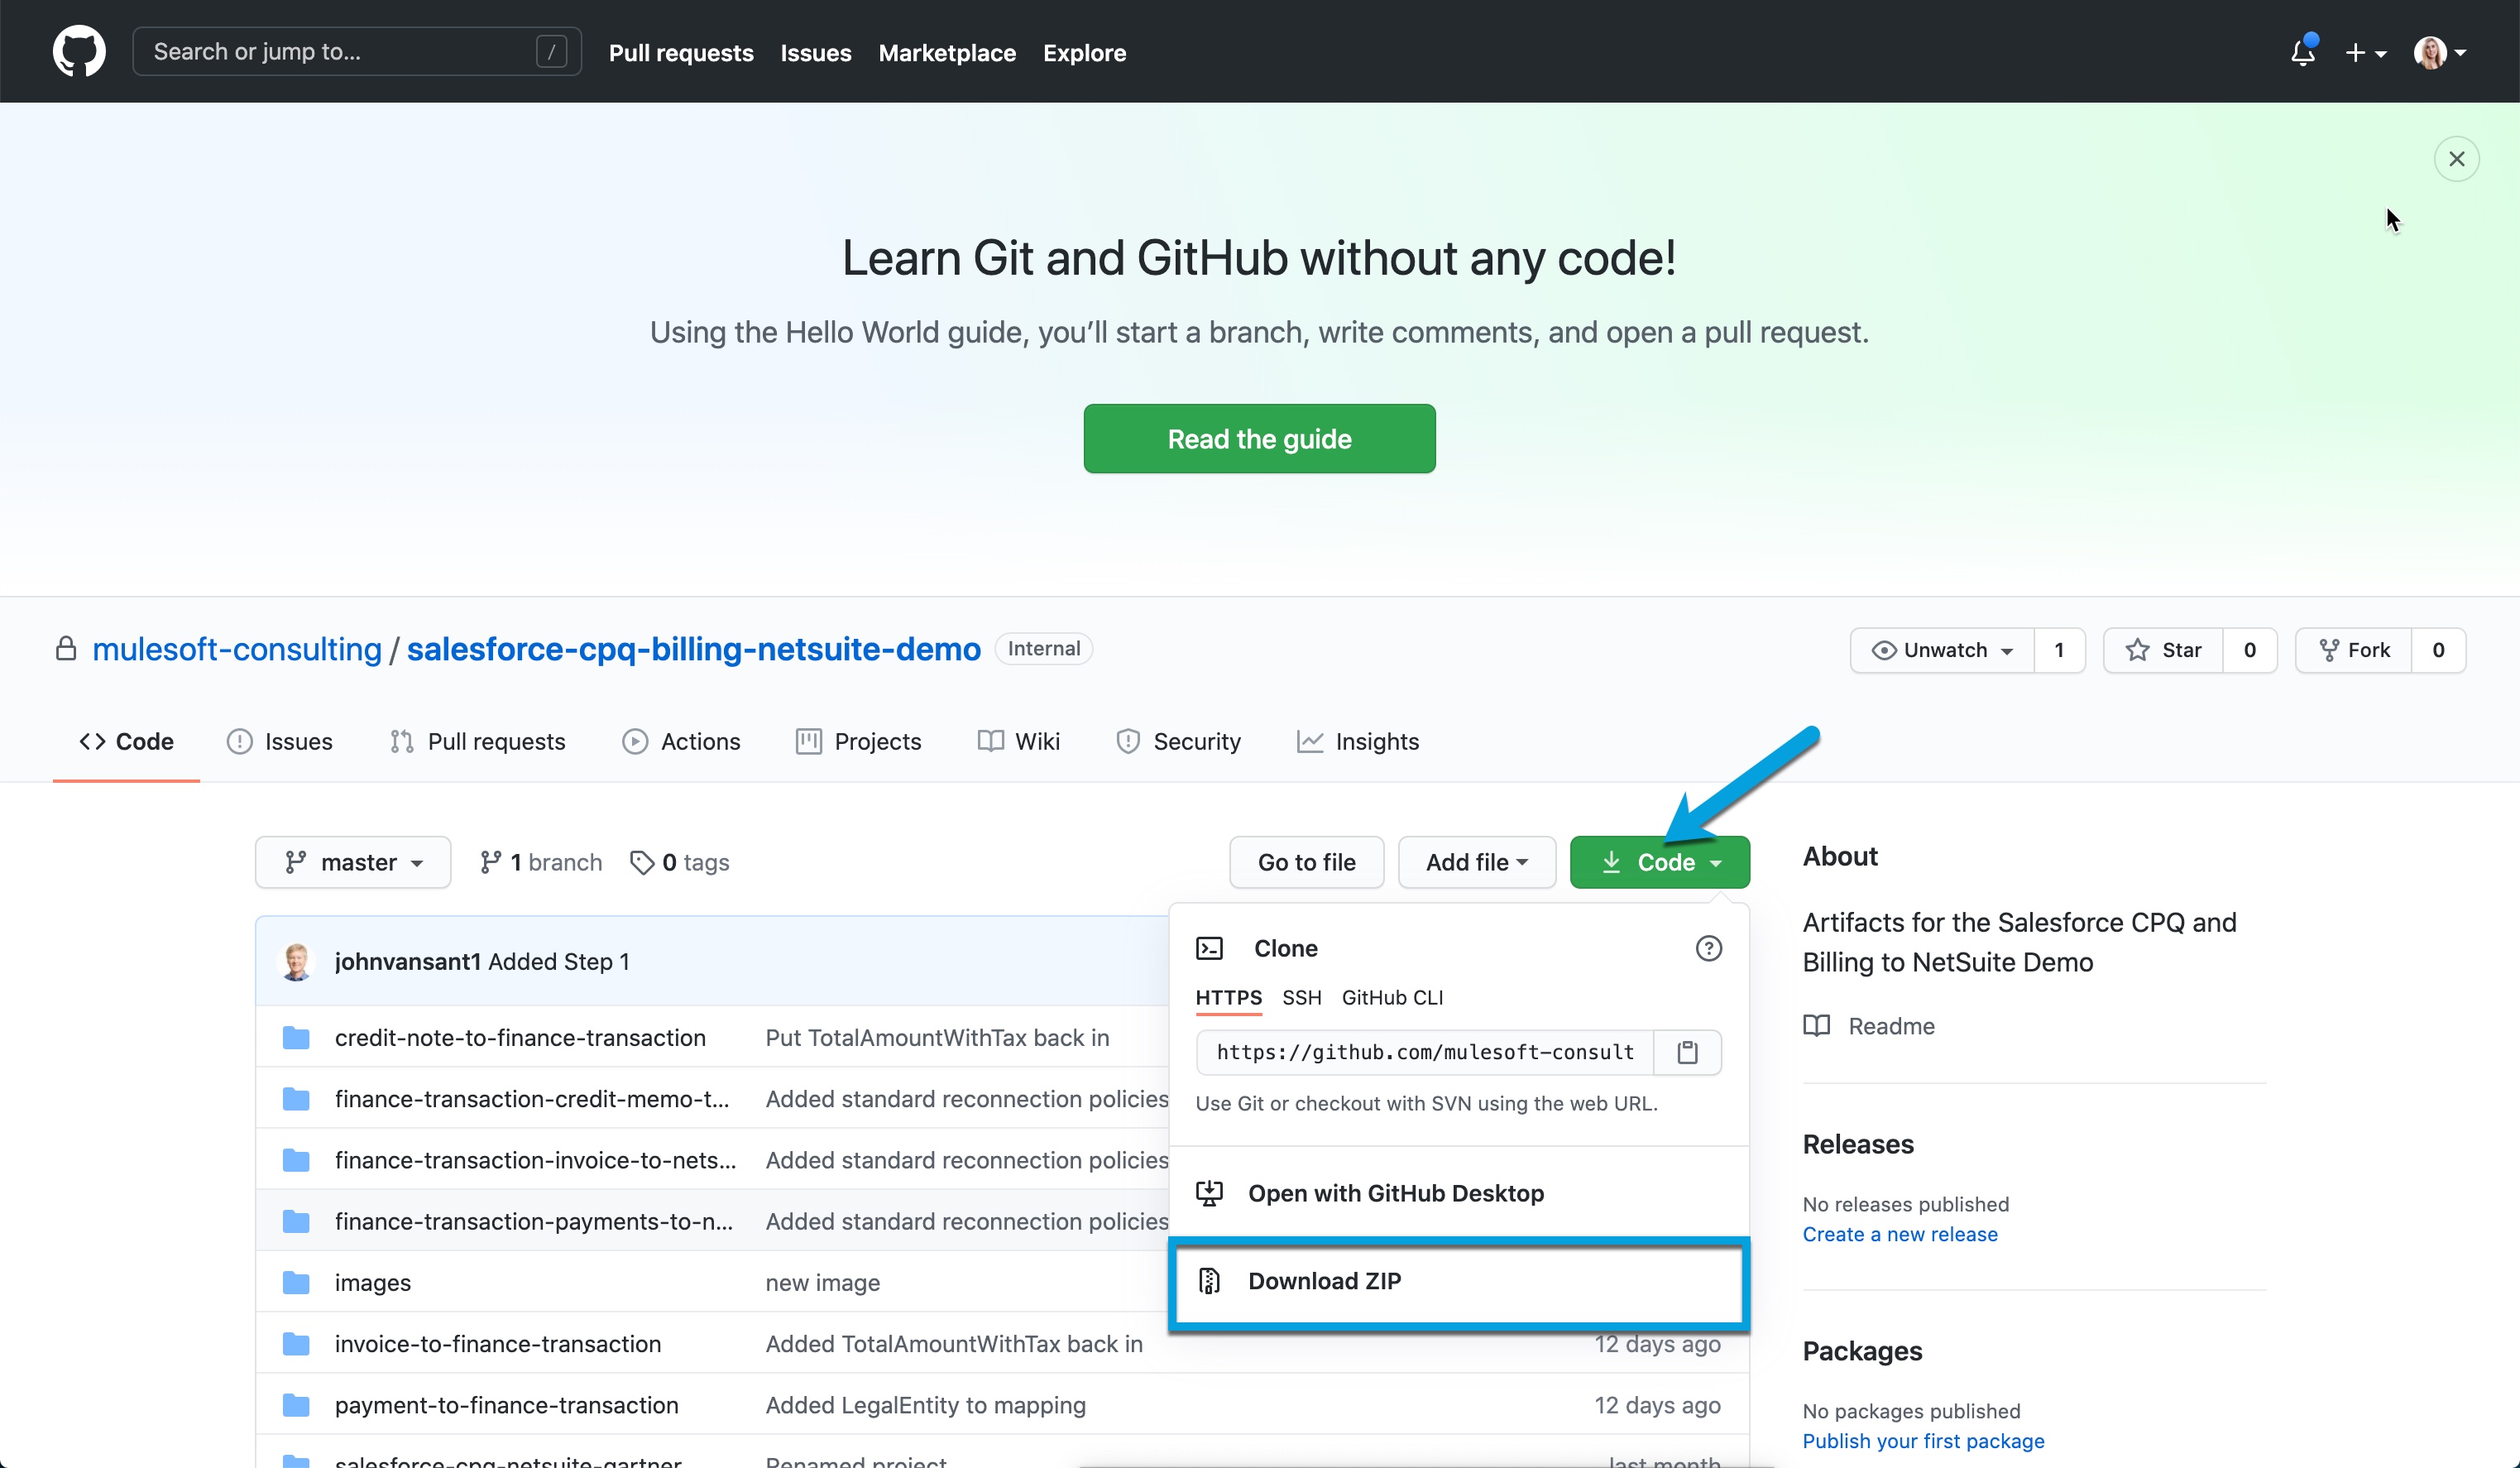 Search or jump to... /
Pull requests Issues Marketplace Explore
Learn Git and GitHub without any code!
Using the Hello World guide, you’ll start a branch, write comments, and open a pull request.
Read the guide
mulesoft-consulting / salesforce-cpq-billing-netsuite-demo Internal
Unwatch 1 Star 0 Fork 0
Code Issues Pull requests Actions Projects Wiki Security Insights
master 1 branch 0 tags
Go to file Add file Code
johnvansant1 Added Step 1
credit-note-to-finance-transaction Put TotalAmountWithTax back in
finance-transaction-credit-memo-t... Added standard reconnection policies
finance-transaction-invoice-to-nets... Added standard reconnection policies
finance-transaction-payments-to-n... Added standard reconnection policies
images new image
invoice-to-finance-transaction Added TotalAmountWithTax back in 12 days ago
payment-to-finance-transaction Added LegalEntity to mapping 12 days ago
salesforce-cpq-netsuite-gartner Renamed project last month
Clone
HTTPS SSH GitHub CLI
https://github.com/mulesoft-consult
Use Git or checkout with SVN using the web URL.
Open with GitHub Desktop
Download ZIP
About
Artifacts for the Salesforce CPQ and
Billing to NetSuite Demo
Readme
Releases
No releases published
Create a new release
Packages
No packages published
Publish your first package